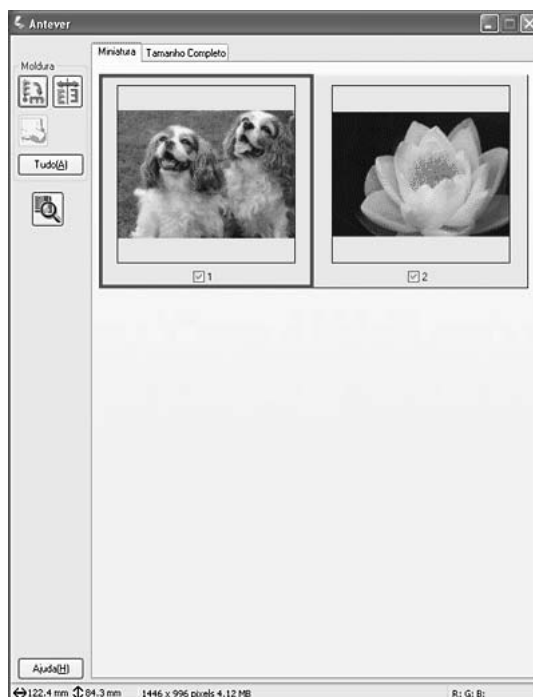 Antever
Miniatura
Tamanho Completo
Moldura
Tudo(A)
1
2
Ajuda(H)
122.4 mm 84.3 mm 1446 x 996 pixels 4.12 MB R: G: B: